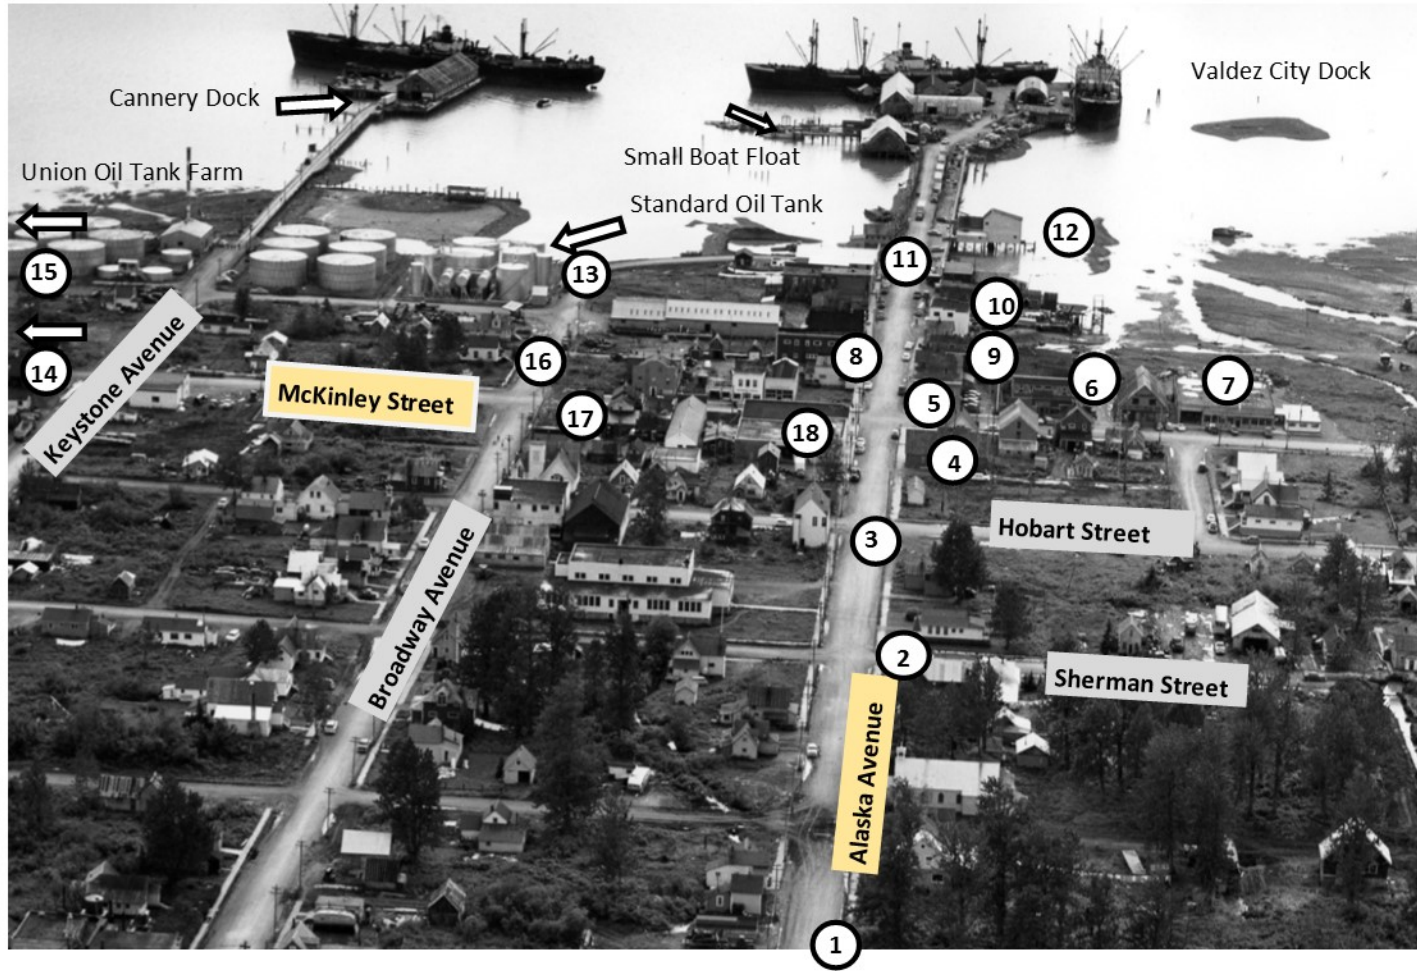 Valdez City Dock
Cannery Dock
Small Boat Float
Union Oil Tank Farm
Standard Oil Tank
12
11
15
13
10
16
8
9
14
6
7
5
Keystone Avenue
McKinley Street
17
18
4
Hobart Street
3
Broadway Avenue
2
Sherman Street
Alaska Avenue
1